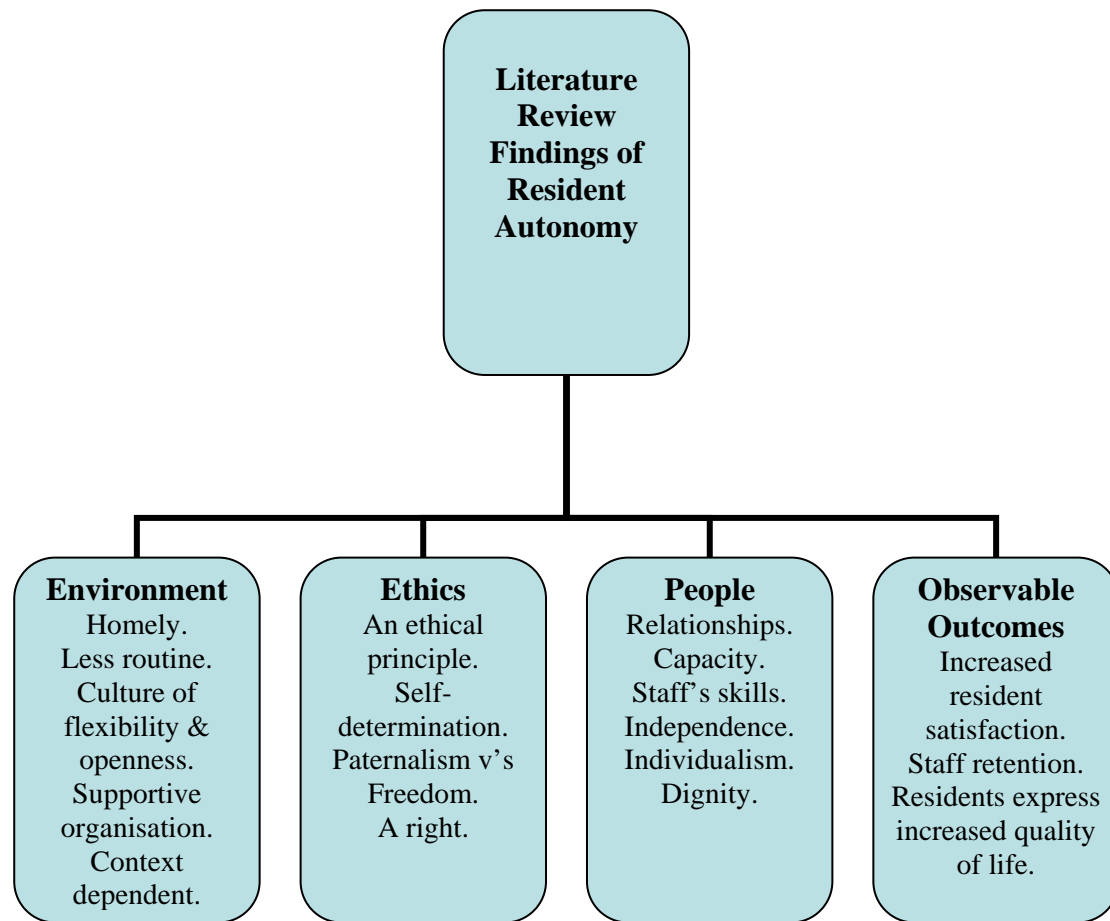 Literature
Review
Findings of
Resident
Autonomy
Environment
Homely.
Less routine.
Culture of
flexibility &
openness.
Supportive
organisation.
Context
dependent.
Ethics
An ethical
principle.
Self-
determination.
Paternalism v's
Freedom.
A right.
People
Relationships.
Capacity.
Staff's skills.
Independence.
Individualism.
Dignity.
Observable
Outcomes
Increased
resident
satisfaction.
Staff retention.
Residents express
increased quality
of life.